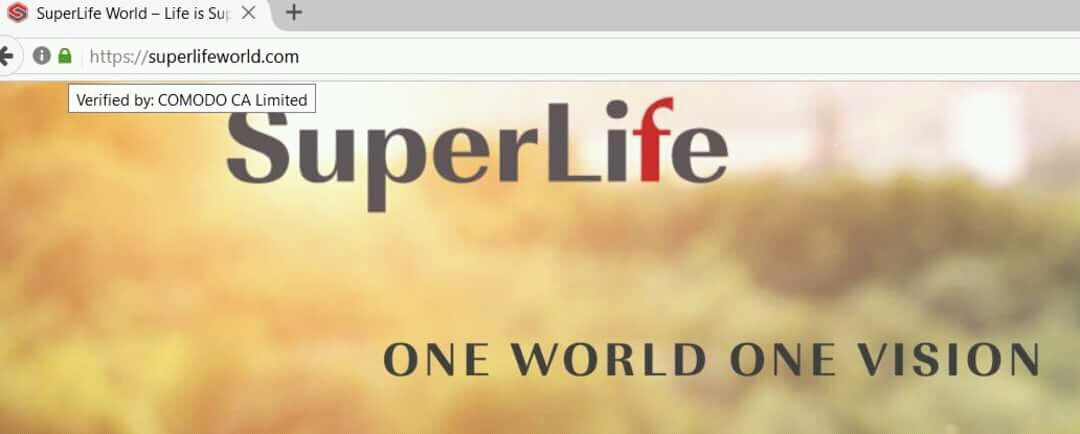 SuperLife World – Life is Sup
https://superlifeworld.com
Verified by: COMODO CA Limited
SuperLife
ONE WORLD ONE VISION